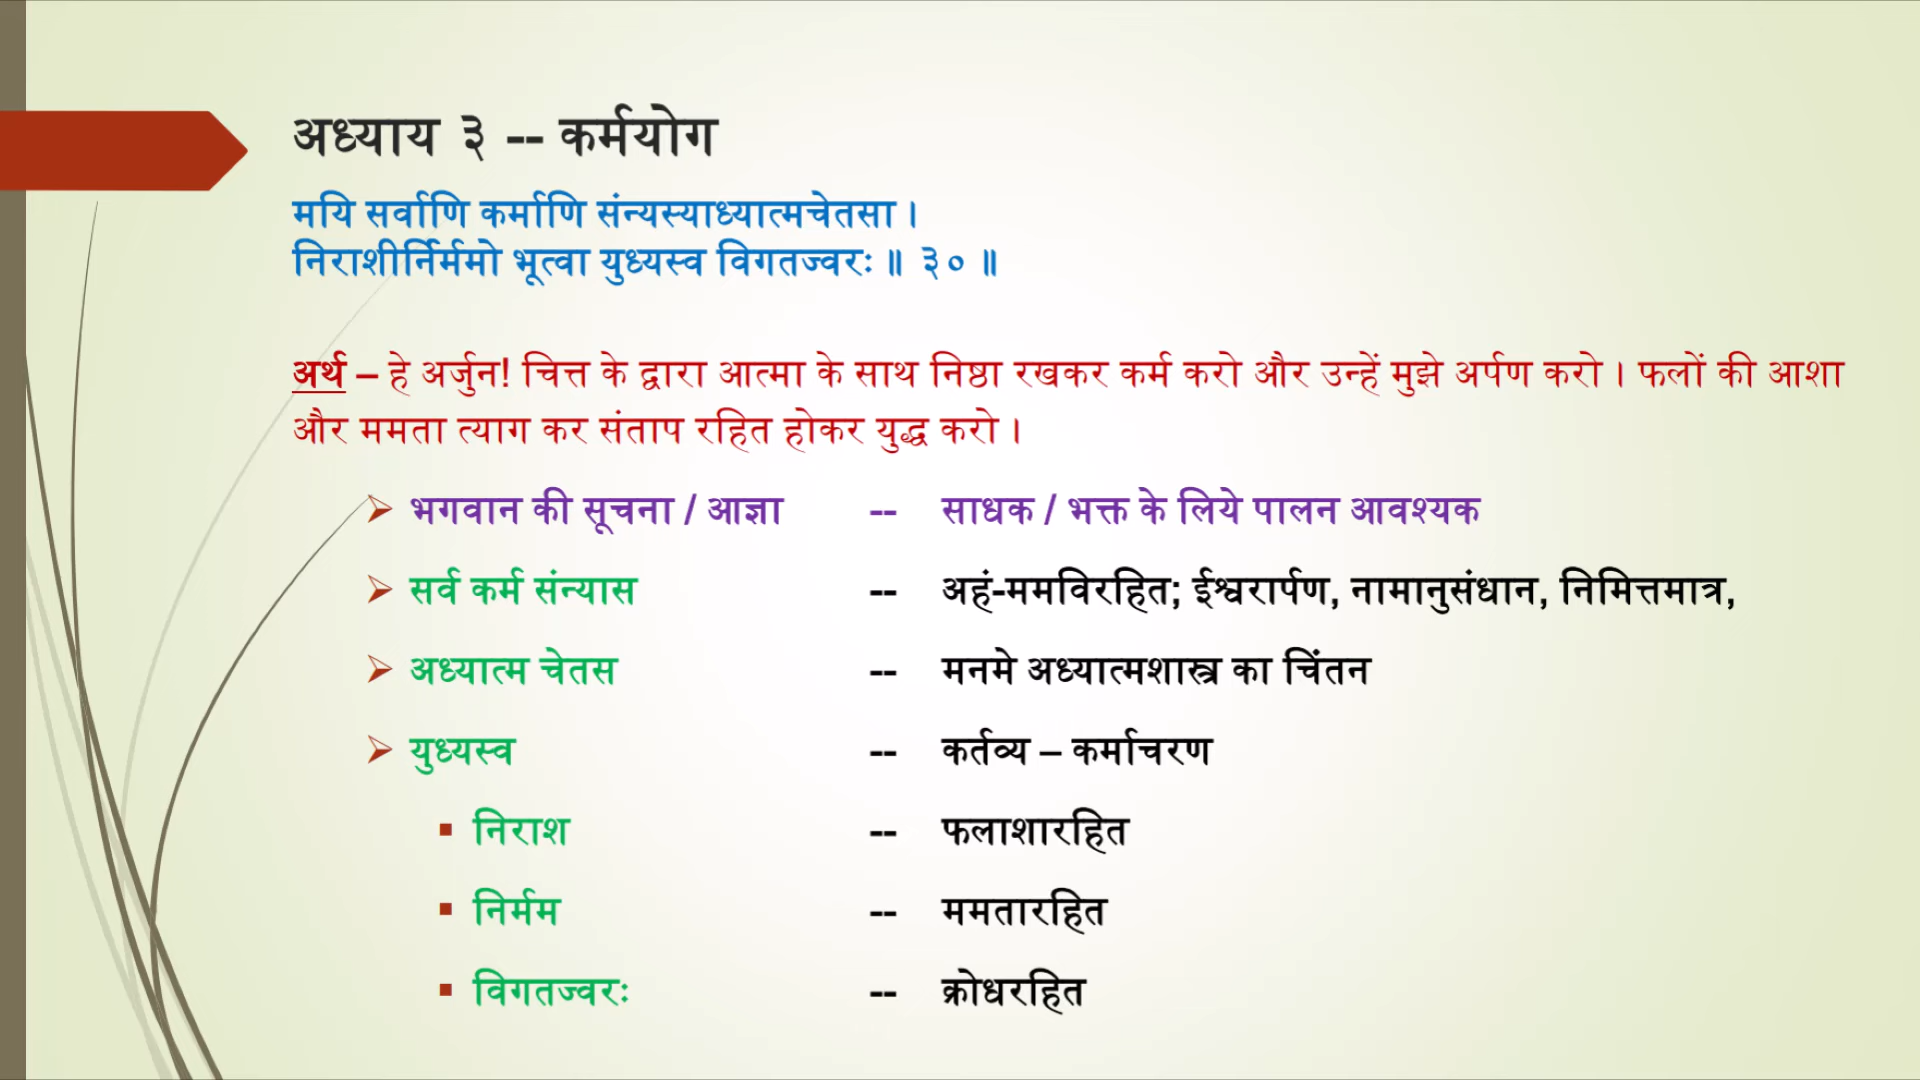 अध्याय ३ -- कर्मयोग
मयि सर्वाणि कर्माणि संन्यस्याध्यात्मचेतसा ।
निराशीर्निर्ममो भूत्वा युध्यस्व विगतज्वरः ॥ ३० ॥
अर्थ – हे अर्जुन! चित्त के द्वारा आत्मा के साथ निष्ठा रखकर कर्म करो और उन्हें मुझे अर्पण करो । फलों की आशा
और ममता त्याग कर संताप रहित होकर युद्ध करो ।
भगवान की सूचना / आज्ञा -- साधक / भक्त के लिये पालन आवश्यक
सर्व कर्म संन्यास -- अहं-ममविरहित; ईश्वरार्पण, नामानुसंधान, निमित्तमात्र,
अध्यात्म चेतस -- मनमे अध्यात्मशास्त्र का चिंतन
युध्यस्व -- कर्तव्य – कर्माचरण
निराश -- फलाशारहित
निर्मम -- ममतारहित
विगतज्वरः -- क्रोधरहित